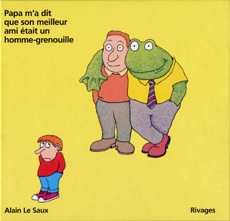 Papa m'a dit
que son meilleur
ami était un
homme-grenouille
Alain Le Saux
Rivages